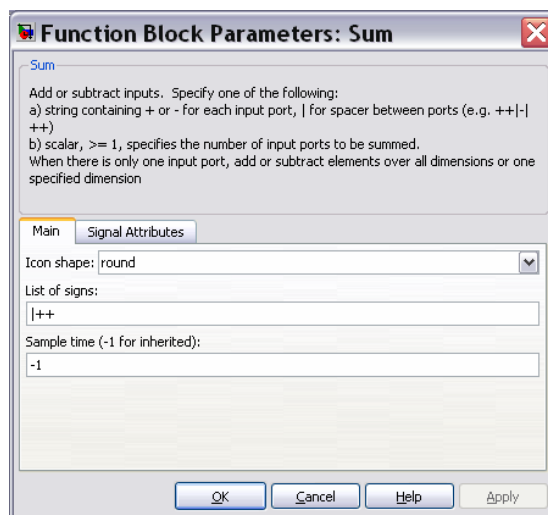 Function Block Parameters: Sum
Sum
Add or subtract inputs. Specify one of the following:
a) string containing + or - for each input port, | for spacer between ports (e.g. ++|-|
++)
b) scalar, >= 1, specifies the number of input ports to be summed.
When there is only one input port, add or subtract elements over all dimensions or one
specified dimension
Main Signal Attributes
Icon shape: round
List of signs:
|++
Sample time (-1 for inherited):
-1
OK Cancel Help Apply